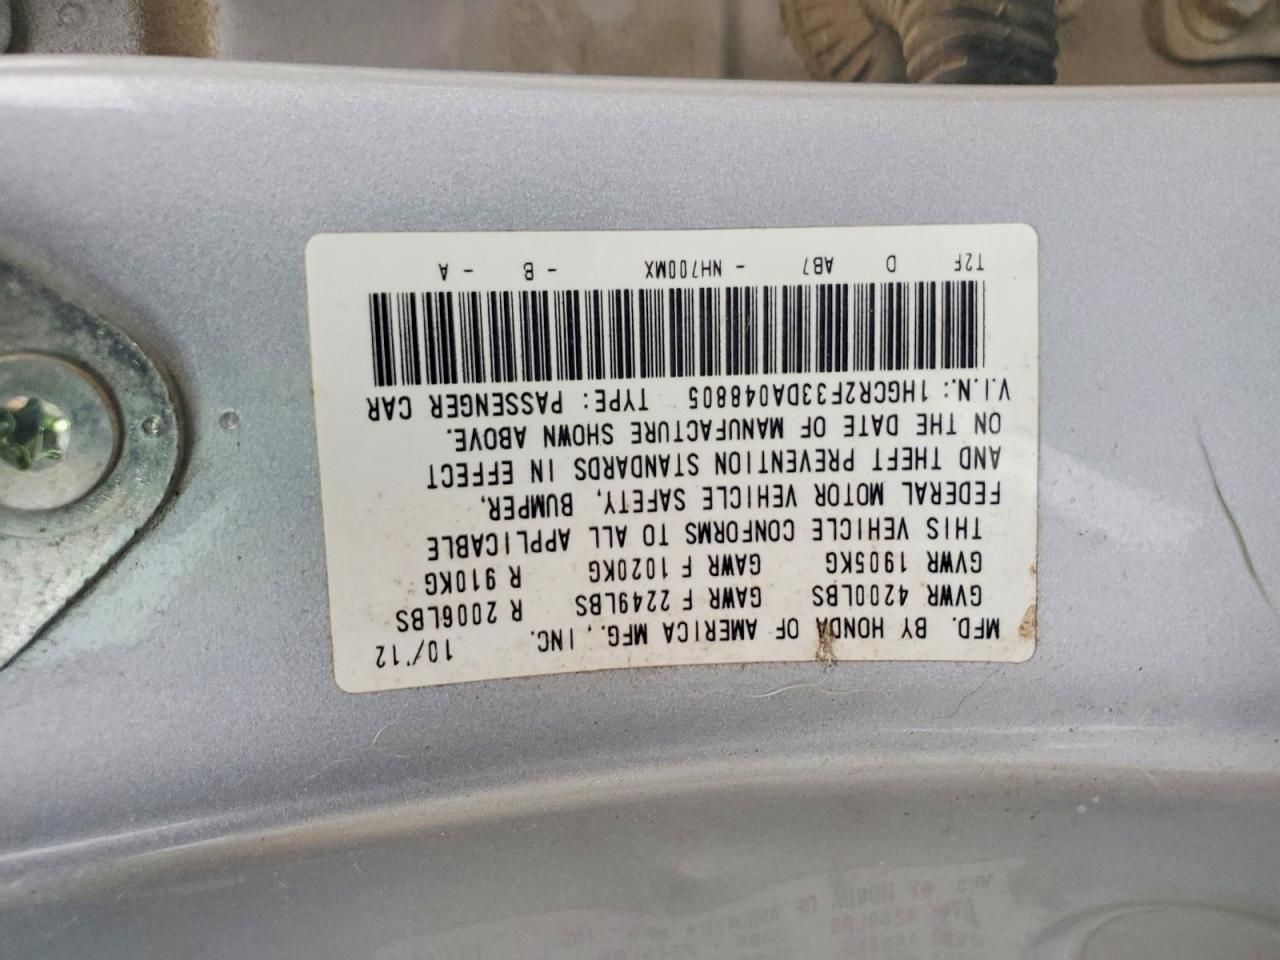 MFD. BY HONDA OF AMERICA MFG., INC. 10/'12
GVWR 4200LBS GAWR F 2249LBS R 2006LBS
GVWR 1905KG GAWR F 1020KG R 910KG
THIS VEHICLE CONFORMS TO ALL APPLICABLE
FEDERAL MOTOR VEHICLE SAFETY, BUMPER,
AND THEFT PREVENTION STANDARDS IN EFFECT
ON THE DATE OF MANUFACTURE SHOWN ABOVE.
V.I.N.: 1HGCR2F33DA048805 TYPE: PASSENGER CAR
T2F D AB7 - NH700MX - B - A